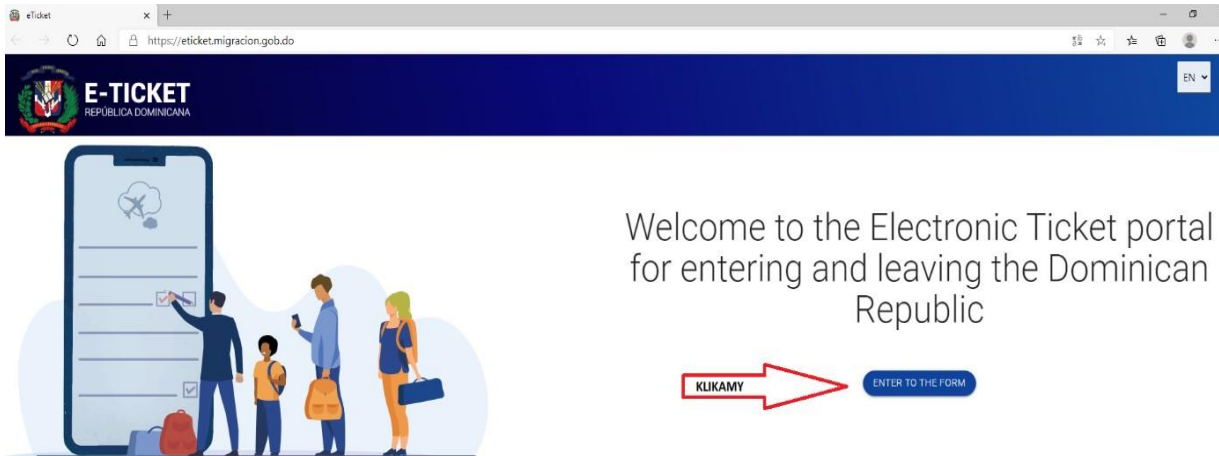 eTicket
https://eticket.migracion.gob.do
EN
E-TICKET
REPÚBLICA DOMINICANA
Welcome to the Electronic Ticket portal
for entering and leaving the Dominican
Republic
KLIKAMY
ENTER TO THE FORM